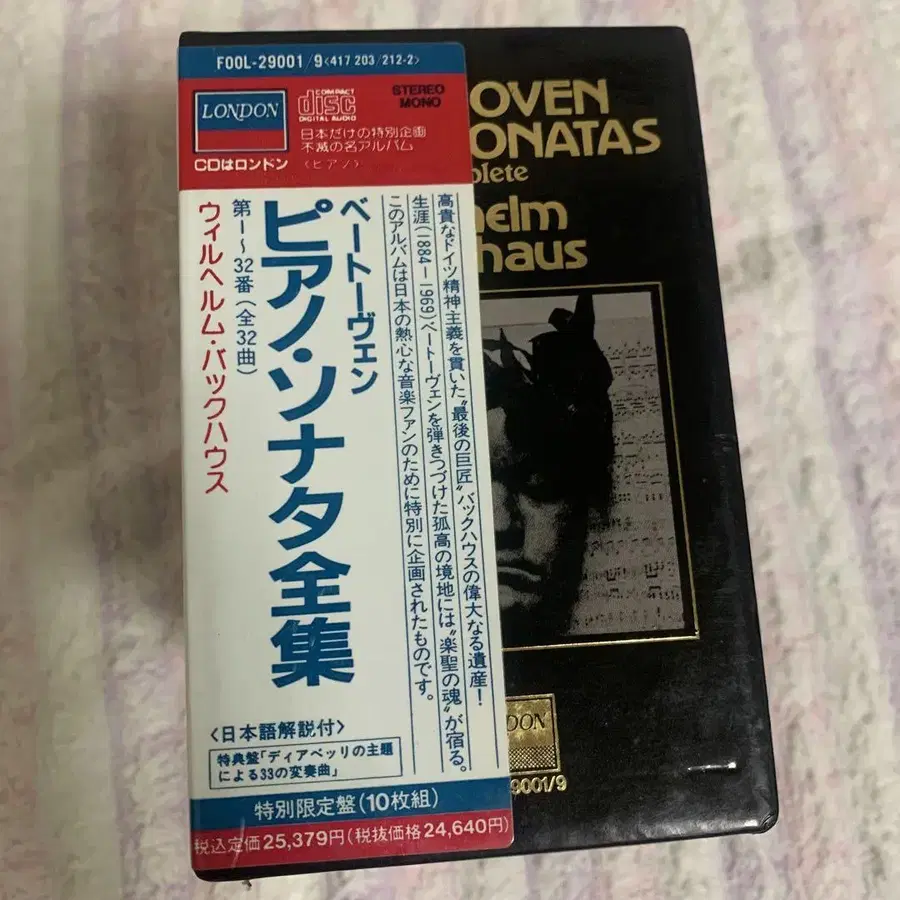 FOOL-29001/9<417 203/212-2>
LONDON
CDはロンドン
COMPACT
disc
DIGITAL AUDIO
STEREO
MONO
日本だけの特別企画
不滅の名アルバム
〈ピアノ〉
ベートーヴェン
ピアノ・ソナタ全集
第1〜32番(全32曲)
ウィルヘルム・バックハウス
高貴なドイツ精神主義を貫いた"最後の巨匠"バックハウスの偉大なる遺産!
生涯(1884-1969)ベートーヴェンを弾きつづけた孤高の境地には"楽聖の魂"が宿る。
このアルバムは日本の熱心な音楽ファンのために特別に企画されたものです。
〈日本語解説付〉
特典盤「ディアベッリの主題
による33の変奏曲」
特別限定盤(10枚組)
税込定価25,379円(税抜価格24,640円)
OVEN
ONATAS
plete
helm
haus
DON
9001/9